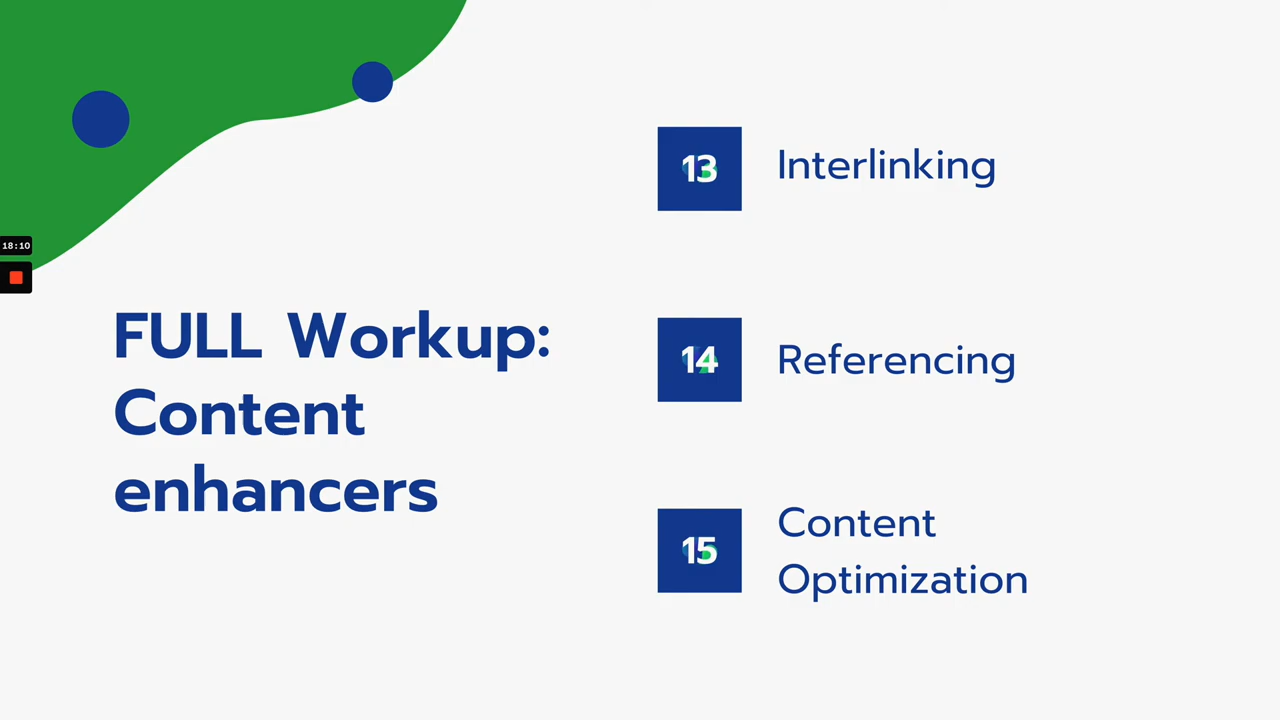 18:10
FULL Workup:
Content
enhancers
13
Interlinking
14
Referencing
15
Content
Optimization